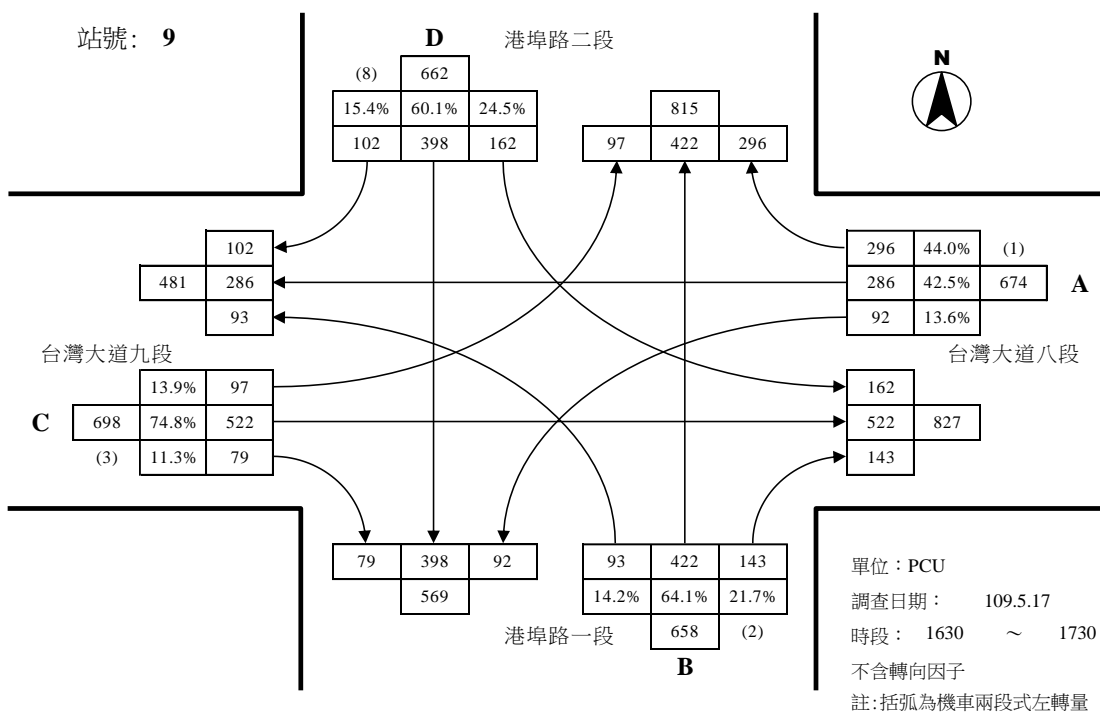 站號: 9
D 港埠路二段
N
(8) 662
15.4% 60.1% 24.5%
102 398 162
815
97 422 296
102
481 286
93
296 44.0% (1)
286 42.5% 674
92 13.6%
A
台灣大道九段
台灣大道八段
13.9% 97
C 698 74.8% 522
(3) 11.3% 79
162
522 827
143
79 398 92
569
93 422 143
14.2% 64.1% 21.7%
658 (2)
港埠路一段
B
單位：PCU
調查日期： 109.5.17
時段： 1630 ～ 1730
不含轉向因子
註:括弧為機車兩段式左轉量